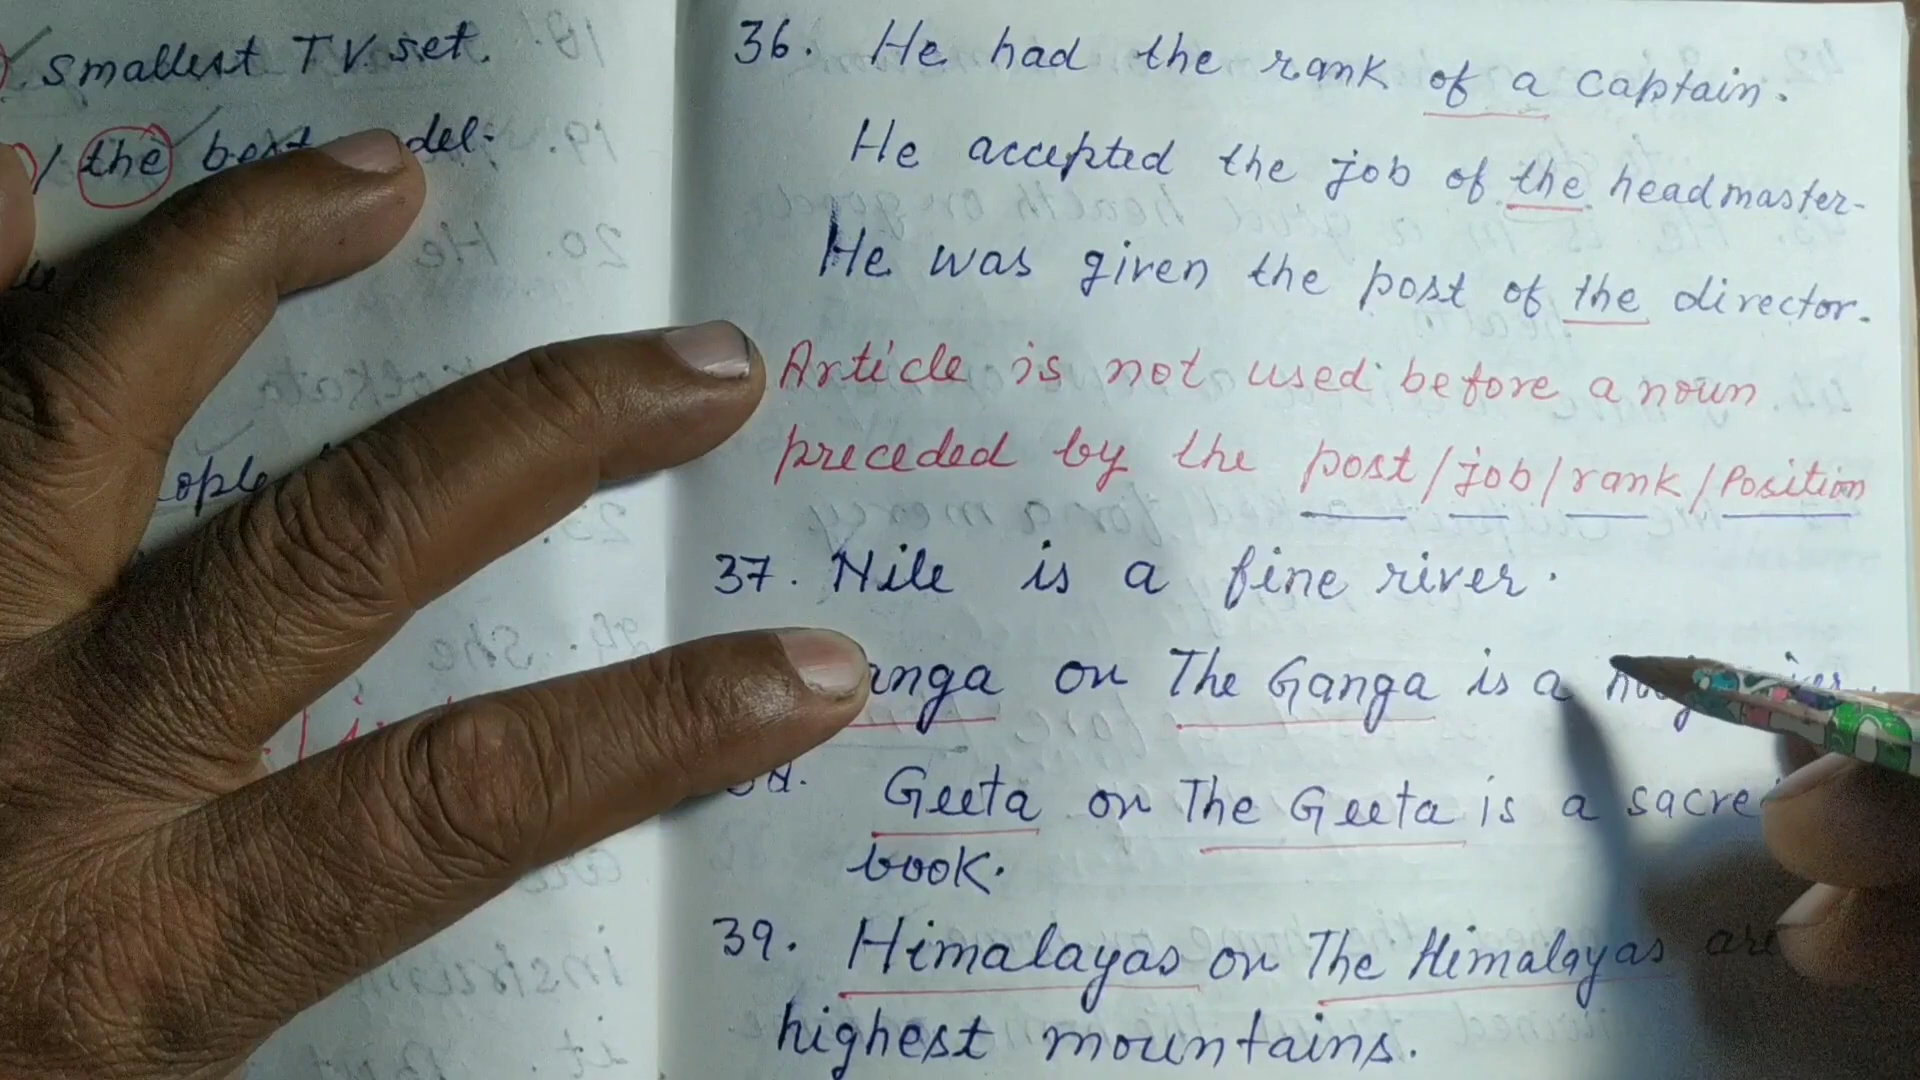 smallest TV set.
/ the best
36. He had the rank of a captain.
He accepted the job of the headmaster.
He was given the post of the director.
Article is not used before a noun
preceded by the post/job/rank/Position
37. Nile is a fine river.
or The Ganga is a
Geeta or The Geeta is a
book.
39. Himalayas or The Himalayas are
highest mountains.